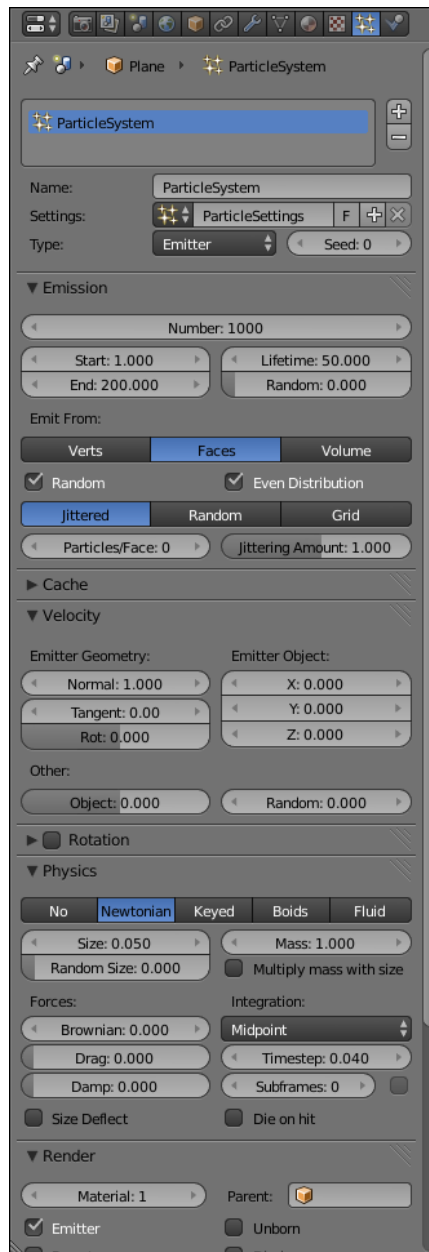 Plane ParticleSystem
ParticleSystem
Name: ParticleSystem
Settings: ParticleSettings F
Type: Emitter Seed: 0
Emission
Number: 1000
Start: 1.000 Lifetime: 50.000
End: 200.000 Random: 0.000
Emit From:
Verts Faces Volume
Random Even Distribution
Jittered Random Grid
Particles/Face: 0 Jittering Amount: 1.000
Cache
Velocity
Emitter Geometry: Emitter Object:
Normal: 1.000 X: 0.000
Tangent: 0.00 Y: 0.000
Rot: 0.000 Z: 0.000
Other:
Object: 0.000 Random: 0.000
Rotation
Physics
No Newtonian Keyed Boids Fluid
Size: 0.050 Mass: 1.000
Random Size: 0.000 Multiply mass with size
Forces: Integration:
Brownian: 0.000 Midpoint
Drag: 0.000 Timestep: 0.040
Damp: 0.000 Subframes: 0
Size Deflect Die on hit
Render
Material: 1 Parent:
Emitter Unborn